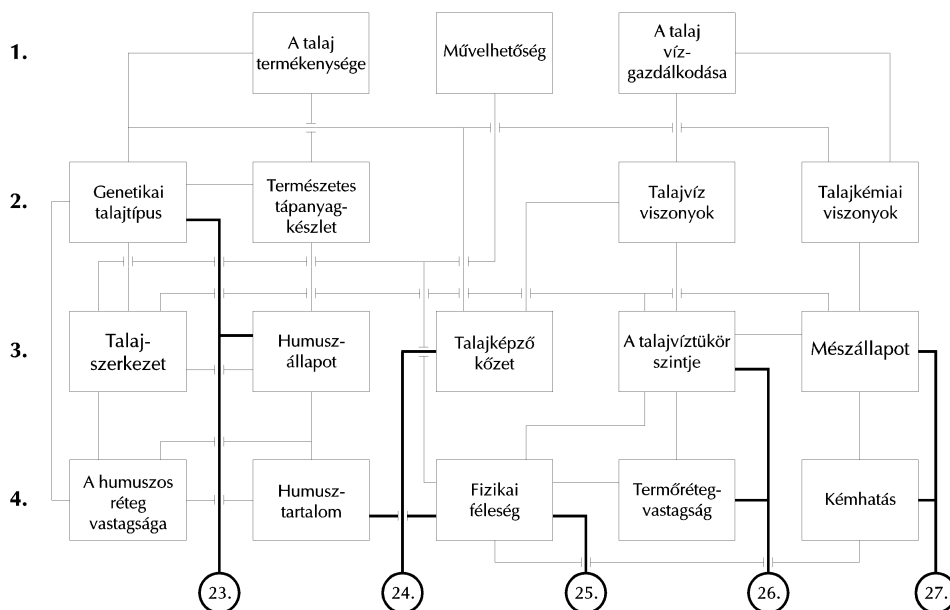 1.
A talaj
termékenysége
Művelhetőség
A talaj
víz-
gazdálkodása
2.
Genetikai
talajtípus
Természetes
tápanyag-
készlet
Talajvíz
viszonyok
Talajkémiai
viszonyok
3.
Talaj-
szerkezet
Humusz-
állapot
Talajképző
kőzet
A talajvíztükör
szintje
Mészállapot
4.
A humuszos
réteg
vastagsága
Humusz-
tartalom
Fizikai
féleség
Termőréteg-
vastagság
Kémhatás
23.
24.
25.
26.
27.